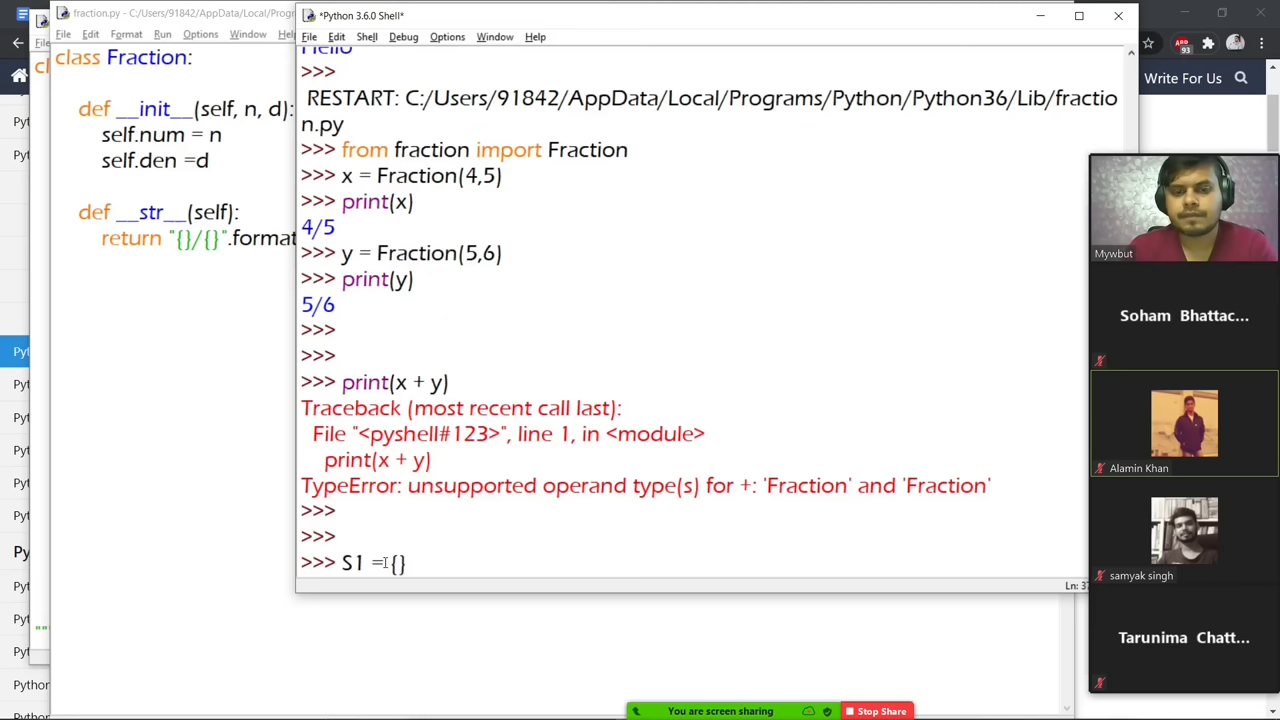 fraction.py - C:/Users/91842/AppData/Local/Progra
File Edit Format Run Options Window Help
class Fraction:
def __init__(self, n, d):
self.num = n
self.den =d
def __str__(self):
return "{}/{}".format
*Python 3.6.0 Shell*
File Edit Shell Debug Options Window Help
Hello
>>>
RESTART: C:/Users/91842/AppData/Local/Programs/Python/Python36/Lib/fractio
n.py
>>> from fraction import Fraction
>>> x = Fraction(4,5)
>>> print(x)
4/5
>>> y = Fraction(5,6)
>>> print(y)
5/6
>>>
>>>
>>> print(x + y)
Traceback (most recent call last):
File "<pyshell#123>", line 1, in <module>
print(x + y)
TypeError: unsupported operand type(s) for +: 'Fraction' and 'Fraction'
>>>
>>>
>>> S1 ={}
93
Write For Us
Mywbut
Soham Bhattac...
Alamin Khan
samyak singh
Tarunima Chatt...
You are screen sharing
Stop Share